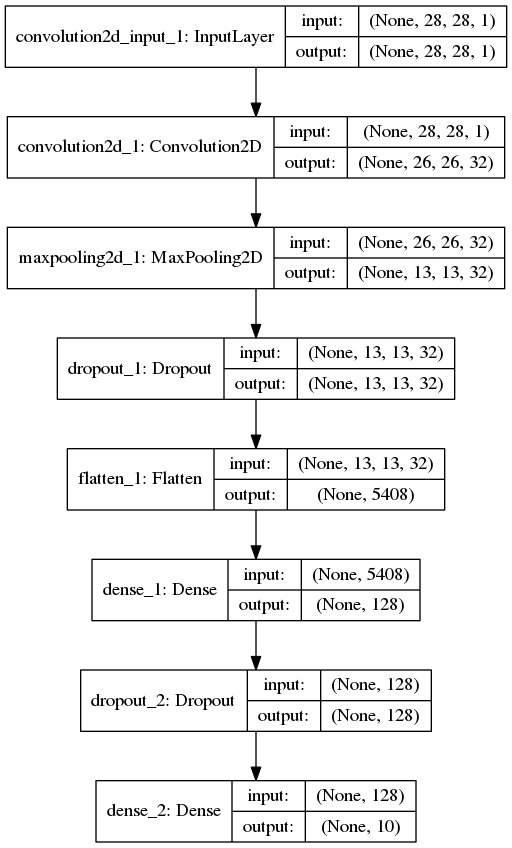 convolution2d_input_1: InputLayer
input: (None, 28, 28, 1)
output: (None, 28, 28, 1)
convolution2d_1: Convolution2D
input: (None, 28, 28, 1)
output: (None, 26, 26, 32)
maxpooling2d_1: MaxPooling2D
input: (None, 26, 26, 32)
output: (None, 13, 13, 32)
dropout_1: Dropout
input: (None, 13, 13, 32)
output: (None, 13, 13, 32)
flatten_1: Flatten
input: (None, 13, 13, 32)
output: (None, 5408)
dense_1: Dense
input: (None, 5408)
output: (None, 128)
dropout_2: Dropout
input: (None, 128)
output: (None, 128)
dense_2: Dense
input: (None, 128)
output: (None, 10)